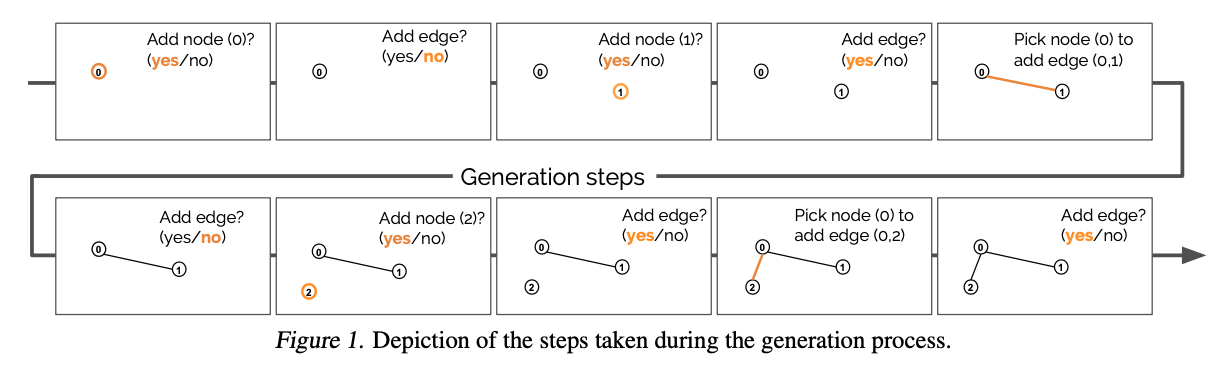 Add node (0)?
(yes/no)
0
Add edge?
(yes/no)
0
Add node (1)?
(yes/no)
0
1
Add edge?
(yes/no)
0
1
Pick node (0) to
add edge (0,1)
0
1
Generation steps
Add edge?
(yes/no)
0
1
Add node (2)?
(yes/no)
0
1
2
Add edge?
(yes/no)
0
1
2
Pick node (0) to
add edge (0,2)
0
1
2
Add edge?
(yes/no)
0
1
2
Figure 1. Depiction of the steps taken during the generation process.